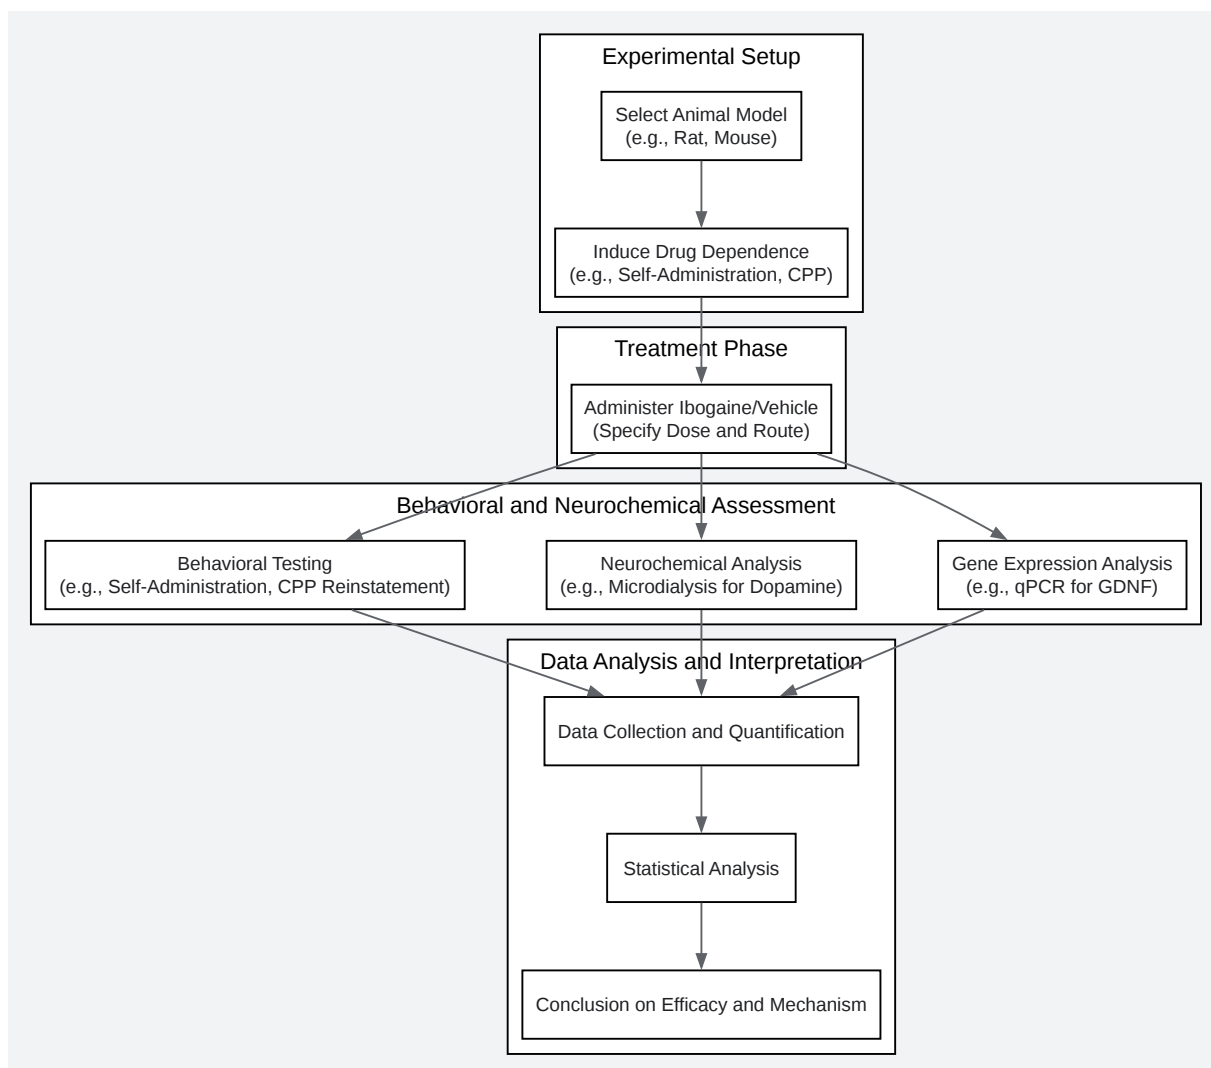 Experimental Setup
Select Animal Model
(e.g., Rat, Mouse)
Induce Drug Dependence
(e.g., Self-Administration, CPP)
Treatment Phase
Administer Ibogaine/Vehicle
(Specify Dose and Route)
Behavioral and Neurochemical Assessment
Behavioral Testing
(e.g., Self-Administration, CPP Reinstatement)
Neurochemical Analysis
(e.g., Microdialysis for Dopamine)
Gene Expression Analysis
(e.g., qPCR for GDNF)
Data Analysis and Interpretation
Data Collection and Quantification
Statistical Analysis
Conclusion on Efficacy and Mechanism